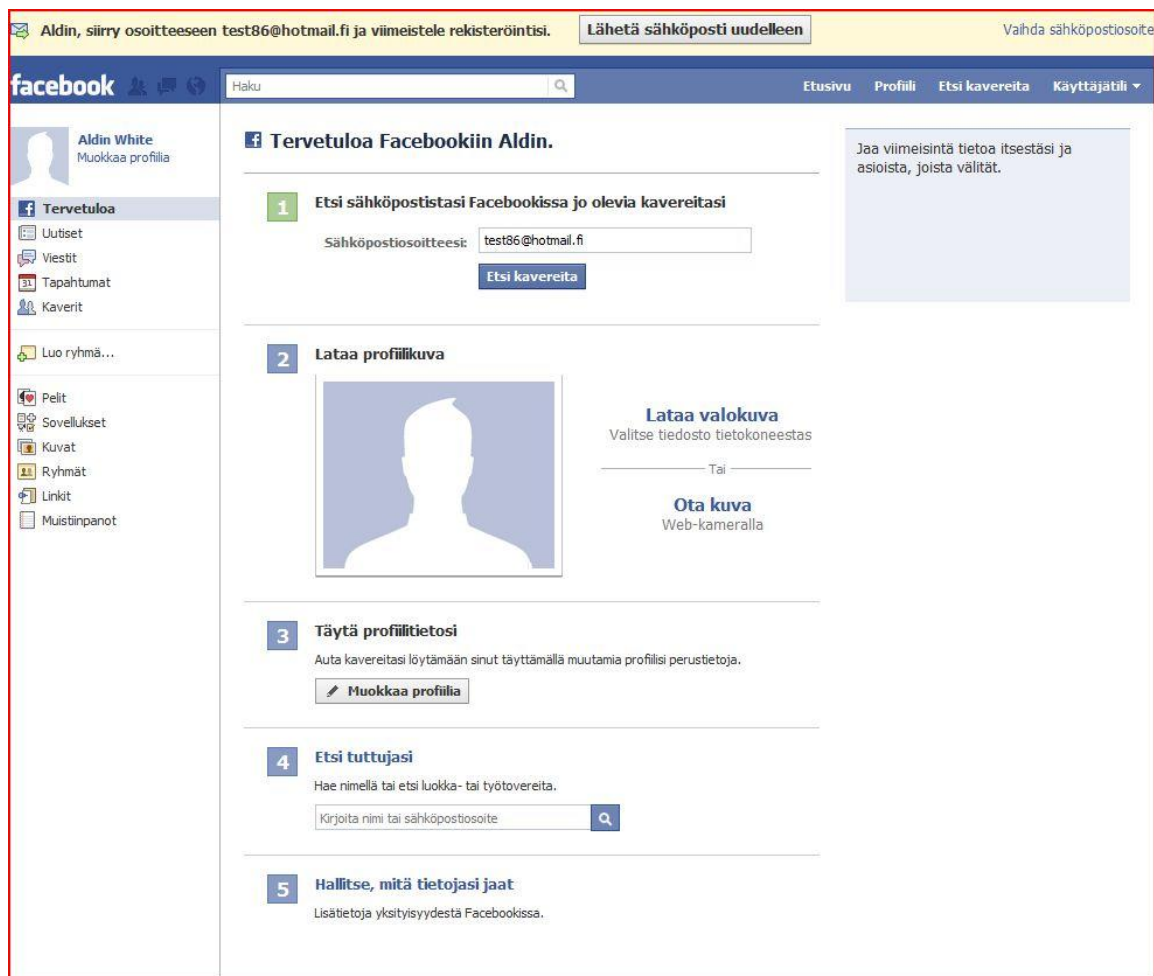 Aldin, siirry osoitteeseen test86@hotmail.fi ja viimeistele rekisteröintisi. Lähetä sähköposti uudelleen Vaihda sähköpostiosoite
facebook Haku Etusivu Profiili Etsi kavereita Käyttäjätili
Aldin White
Muokkaa profiilia
Tervetuloa
Uutiset
Viestit
31 Tapahtumat
Kaverit
Luo ryhmä...
Pelit
Sovellukset
Kuvat
Ryhmät
Linkit
Muistiinpanot
Tervetuloa Facebookiin Aldin.
1 Etsi sähköpostistasi Facebookissa jo olevia kavereitasi
Sähköpostiosoitteesi: test86@hotmail.fi
Etsi kavereita
2 Lataa profiilikuva
Lataa valokuva
Valitse tiedosto tietokoneestas
Tai
Ota kuva
Web-kameralla
3 Täytä profiilitietosi
Auta kavereitasi löytämään sinut täyttämällä muutamia profiilisi perustietoja.
Muokkaa profiilia
4 Etsi tuttujasi
Hae nimellä tai etsi luokka- tai työtovereita.
Kirjoita nimi tai sähköpostiosoite
5 Hallitse, mitä tietojasi jaat
Lisätietoja yksityisyydestä Facebookissa.
Jaa viimeisintä tietoa itsestäsi ja
asioista, joista välität.